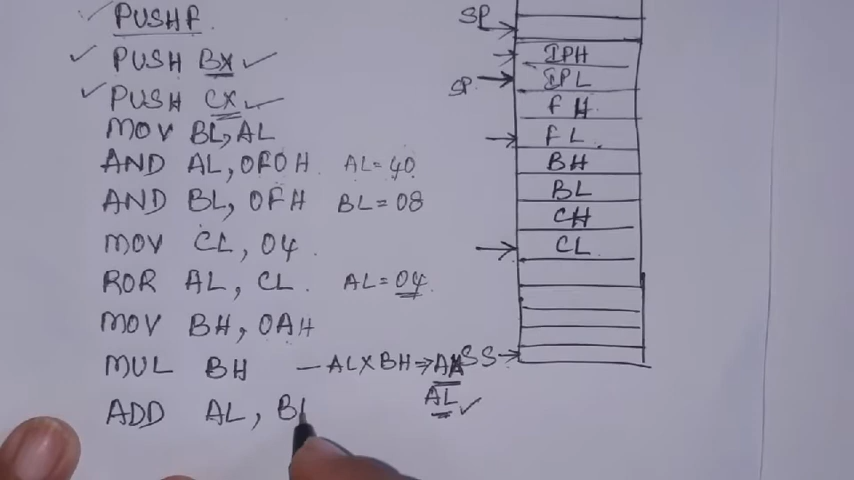 PUSHF
PUSH BX
PUSH CX
MOV BL, AL
AND AL, 0F0H AL = 40
AND BL, 0FH BL = 08
MOV CL, 04
ROR AL, CL AL = 04
MOV BH, 0AH
MUL BH — AL X BH ⇒ AX
AL
ADD AL, BL
SP
IPH
SP IPL
FH
FL
BH
BL
CH
CL
SS